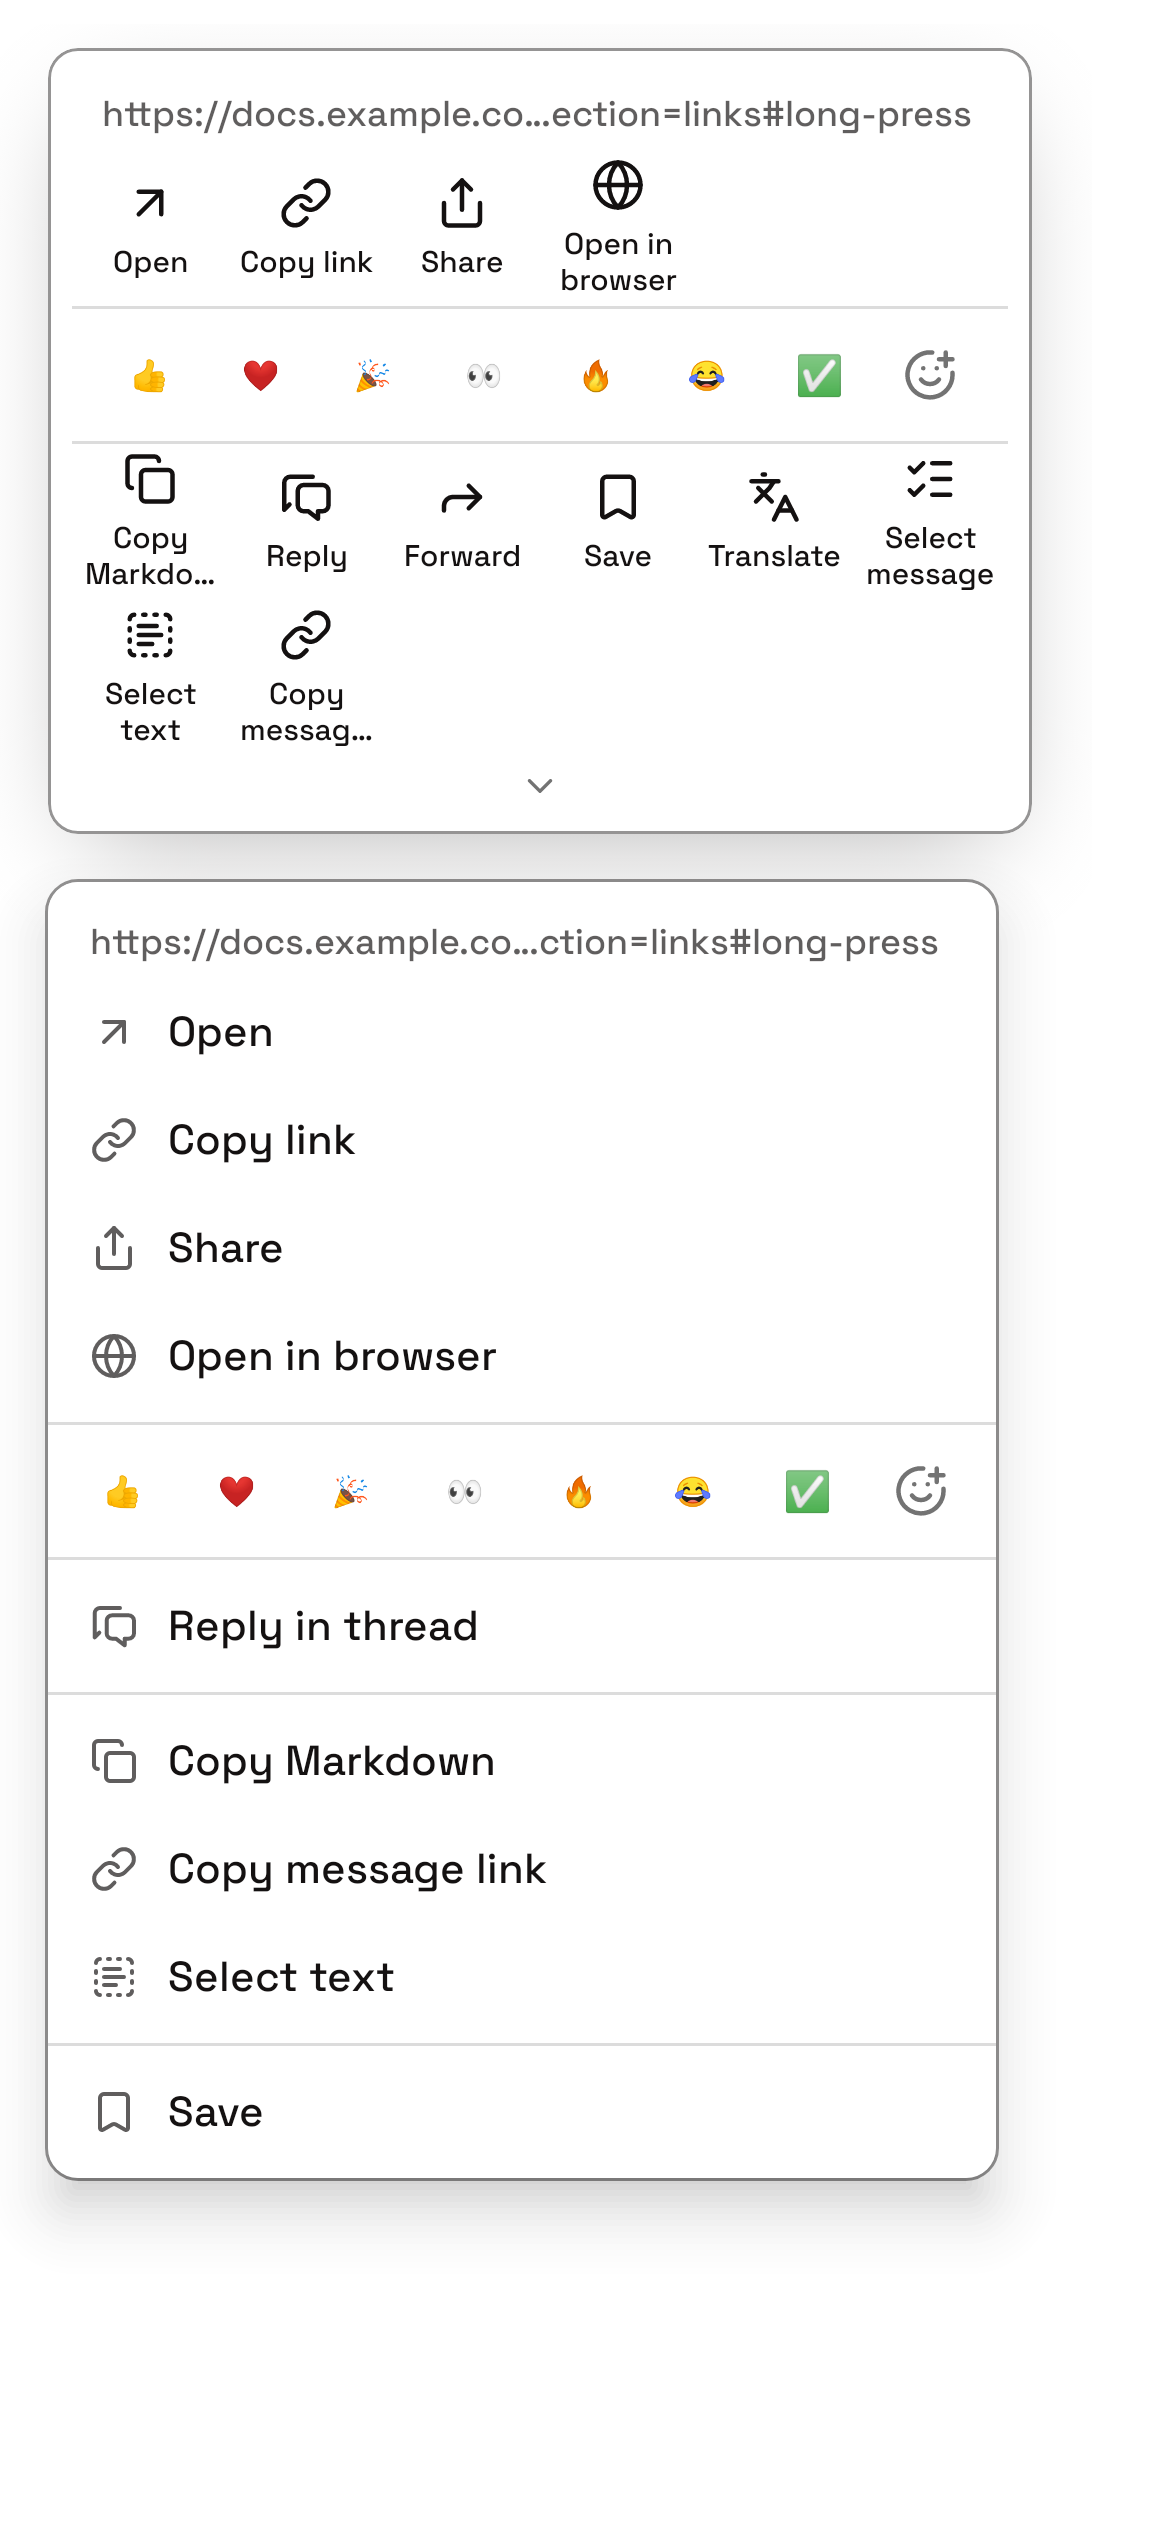 https://docs.example.co...ection=links#long-press
Open
Copy link
Share
Open in
browser
👍 ❤️ 🎉 👀 🔥 😂 ✅
Copy
Markdo...
Reply
Forward
Save
Translate
Select
message
Select
text
Copy
messag...
https://docs.example.co...ction=links#long-press
Open
Copy link
Share
Open in browser
👍 ❤️ 🎉 👀 🔥 😂 ✅
Reply in thread
Copy Markdown
Copy message link
Select text
Save